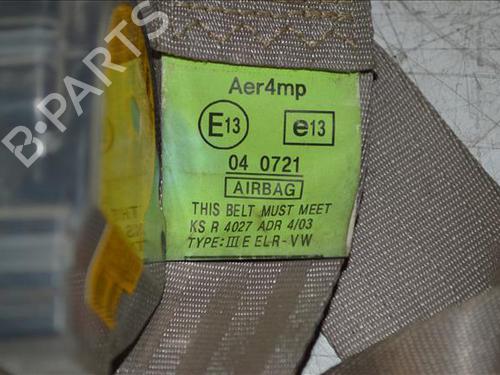 B-PARTS
Aer4mp
E13 e13
04 0721
AIRBAG
THIS BELT MUST MEET
KS R 4027 ADR 4/03
TYPE: III E ELR-VW